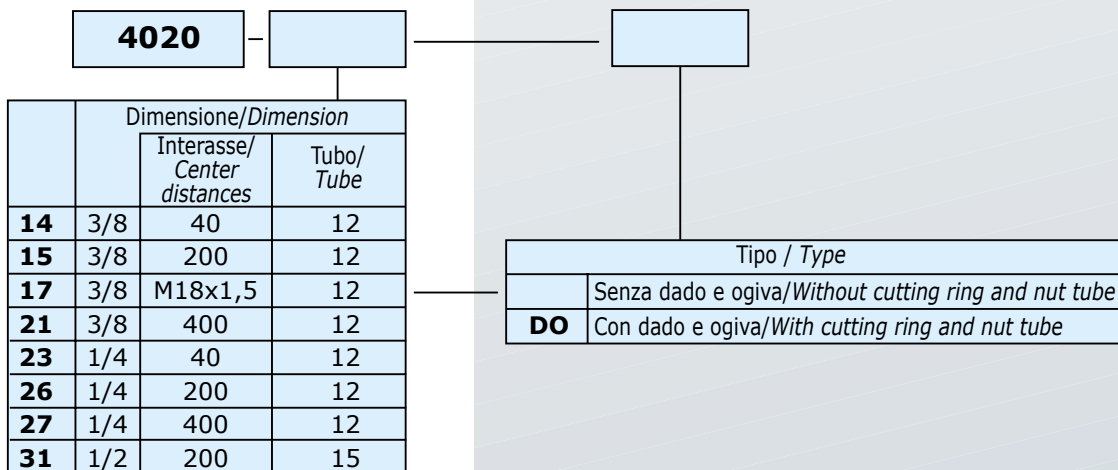 4020 -
Dimensione/Dimension
Interasse/
Center
distances
Tubo/
Tube
14 3/8 40 12
15 3/8 200 12
17 3/8 M18x1,5 12
21 3/8 400 12
23 1/4 40 12
26 1/4 200 12
27 1/4 400 12
31 1/2 200 15
Tipo / Type
Senza dado e ogiva/Without cutting ring and nut tube
DO Con dado e ogiva/With cutting ring and nut tube